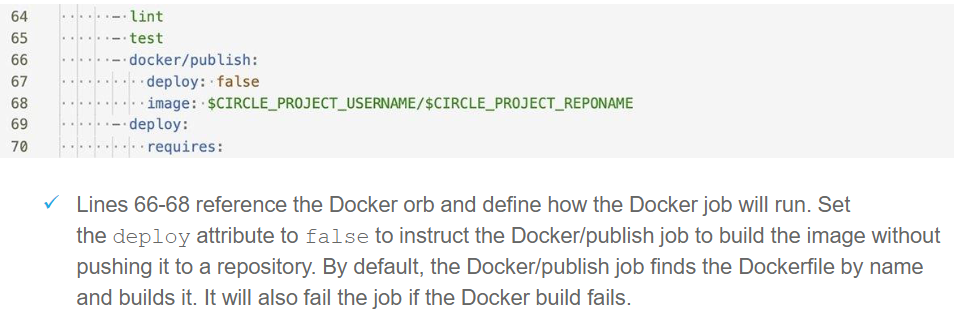 64 - lint
65 - test
66 - docker/publish:
67 deploy: false
68 image: $CIRCLE_PROJECT_USERNAME/$CIRCLE_PROJECT_REPONAME
69 - deploy:
70 requires:
✓ Lines 66-68 reference the Docker orb and define how the Docker job will run. Set
the deploy attribute to false to instruct the Docker/publish job to build the image without
pushing it to a repository. By default, the Docker/publish job finds the Dockerfile by name
and builds it. It will also fail the job if the Docker build fails.